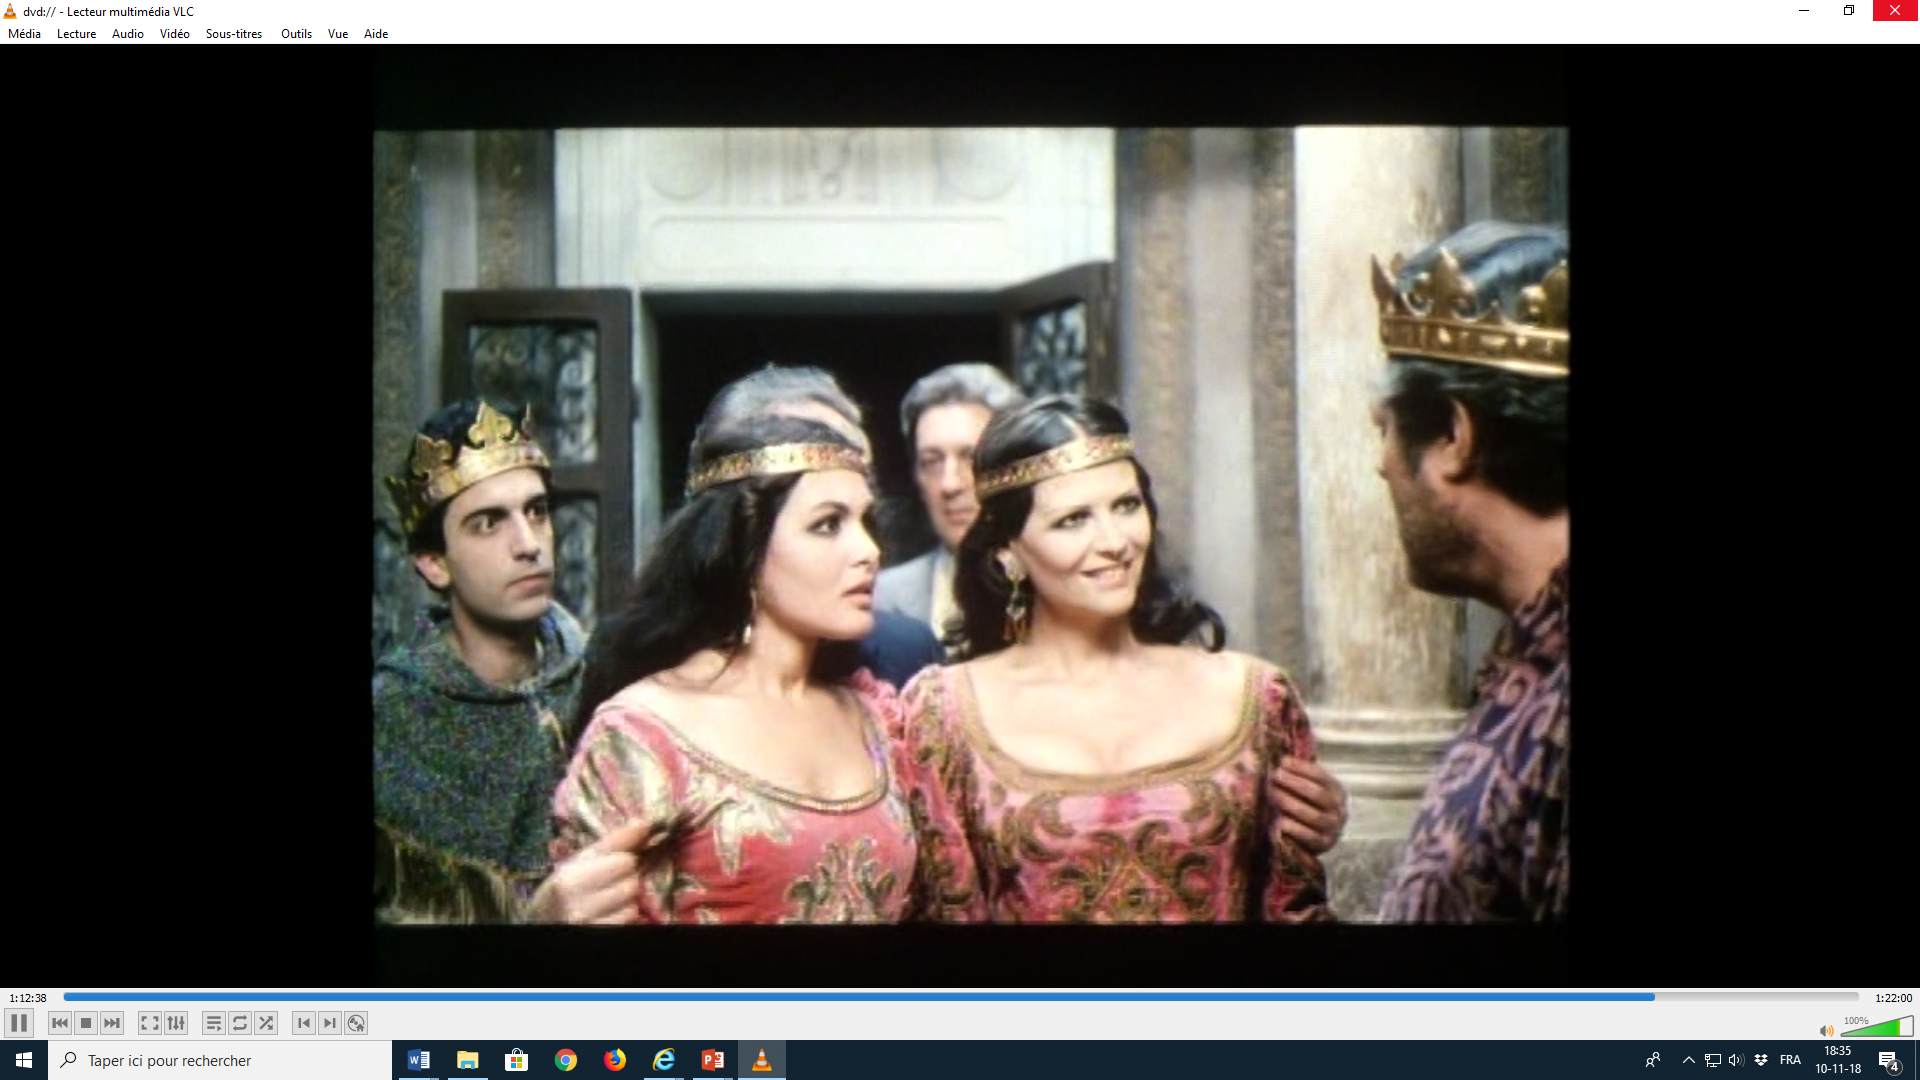 dvd:// - Lecteur multimédia VLC
Média Lecture Audio Vidéo Sous-titres Outils Vue Aide
1:12:38
1:22:00
100%
Taper ici pour rechercher
FRA
18:35
10-11-18
4